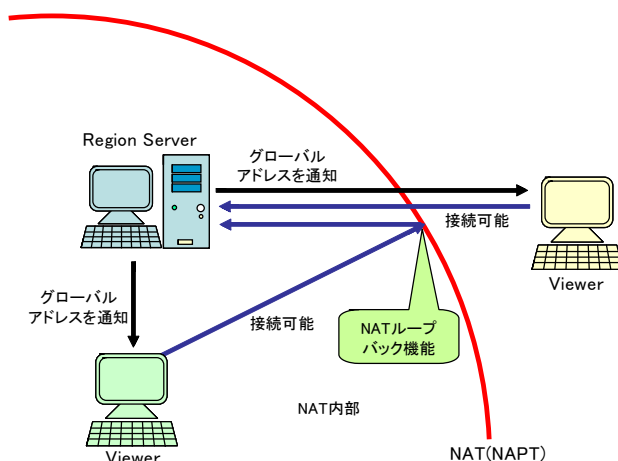 Region Server
グローバル
アドレスを通知
接続可能
Viewer
グローバル
アドレスを通知
接続可能
NATループ
バック機能
NAT内部
Viewer
NAT(NAPT)